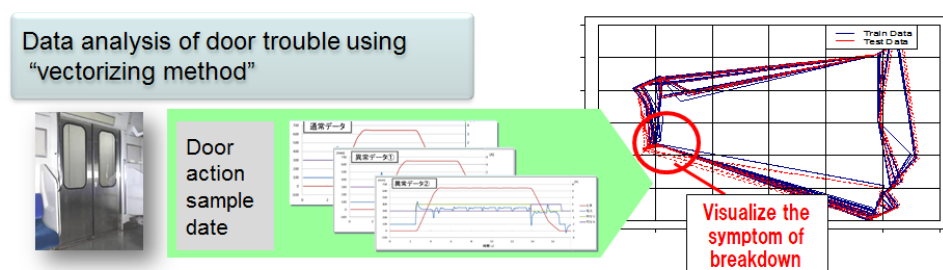 Data analysis of door trouble using
“vectorizing method”
Door
action
sample
date
通常データ
異常データ①
異常データ②
Train Data
Test Data
Visualize the
symptom of
breakdown